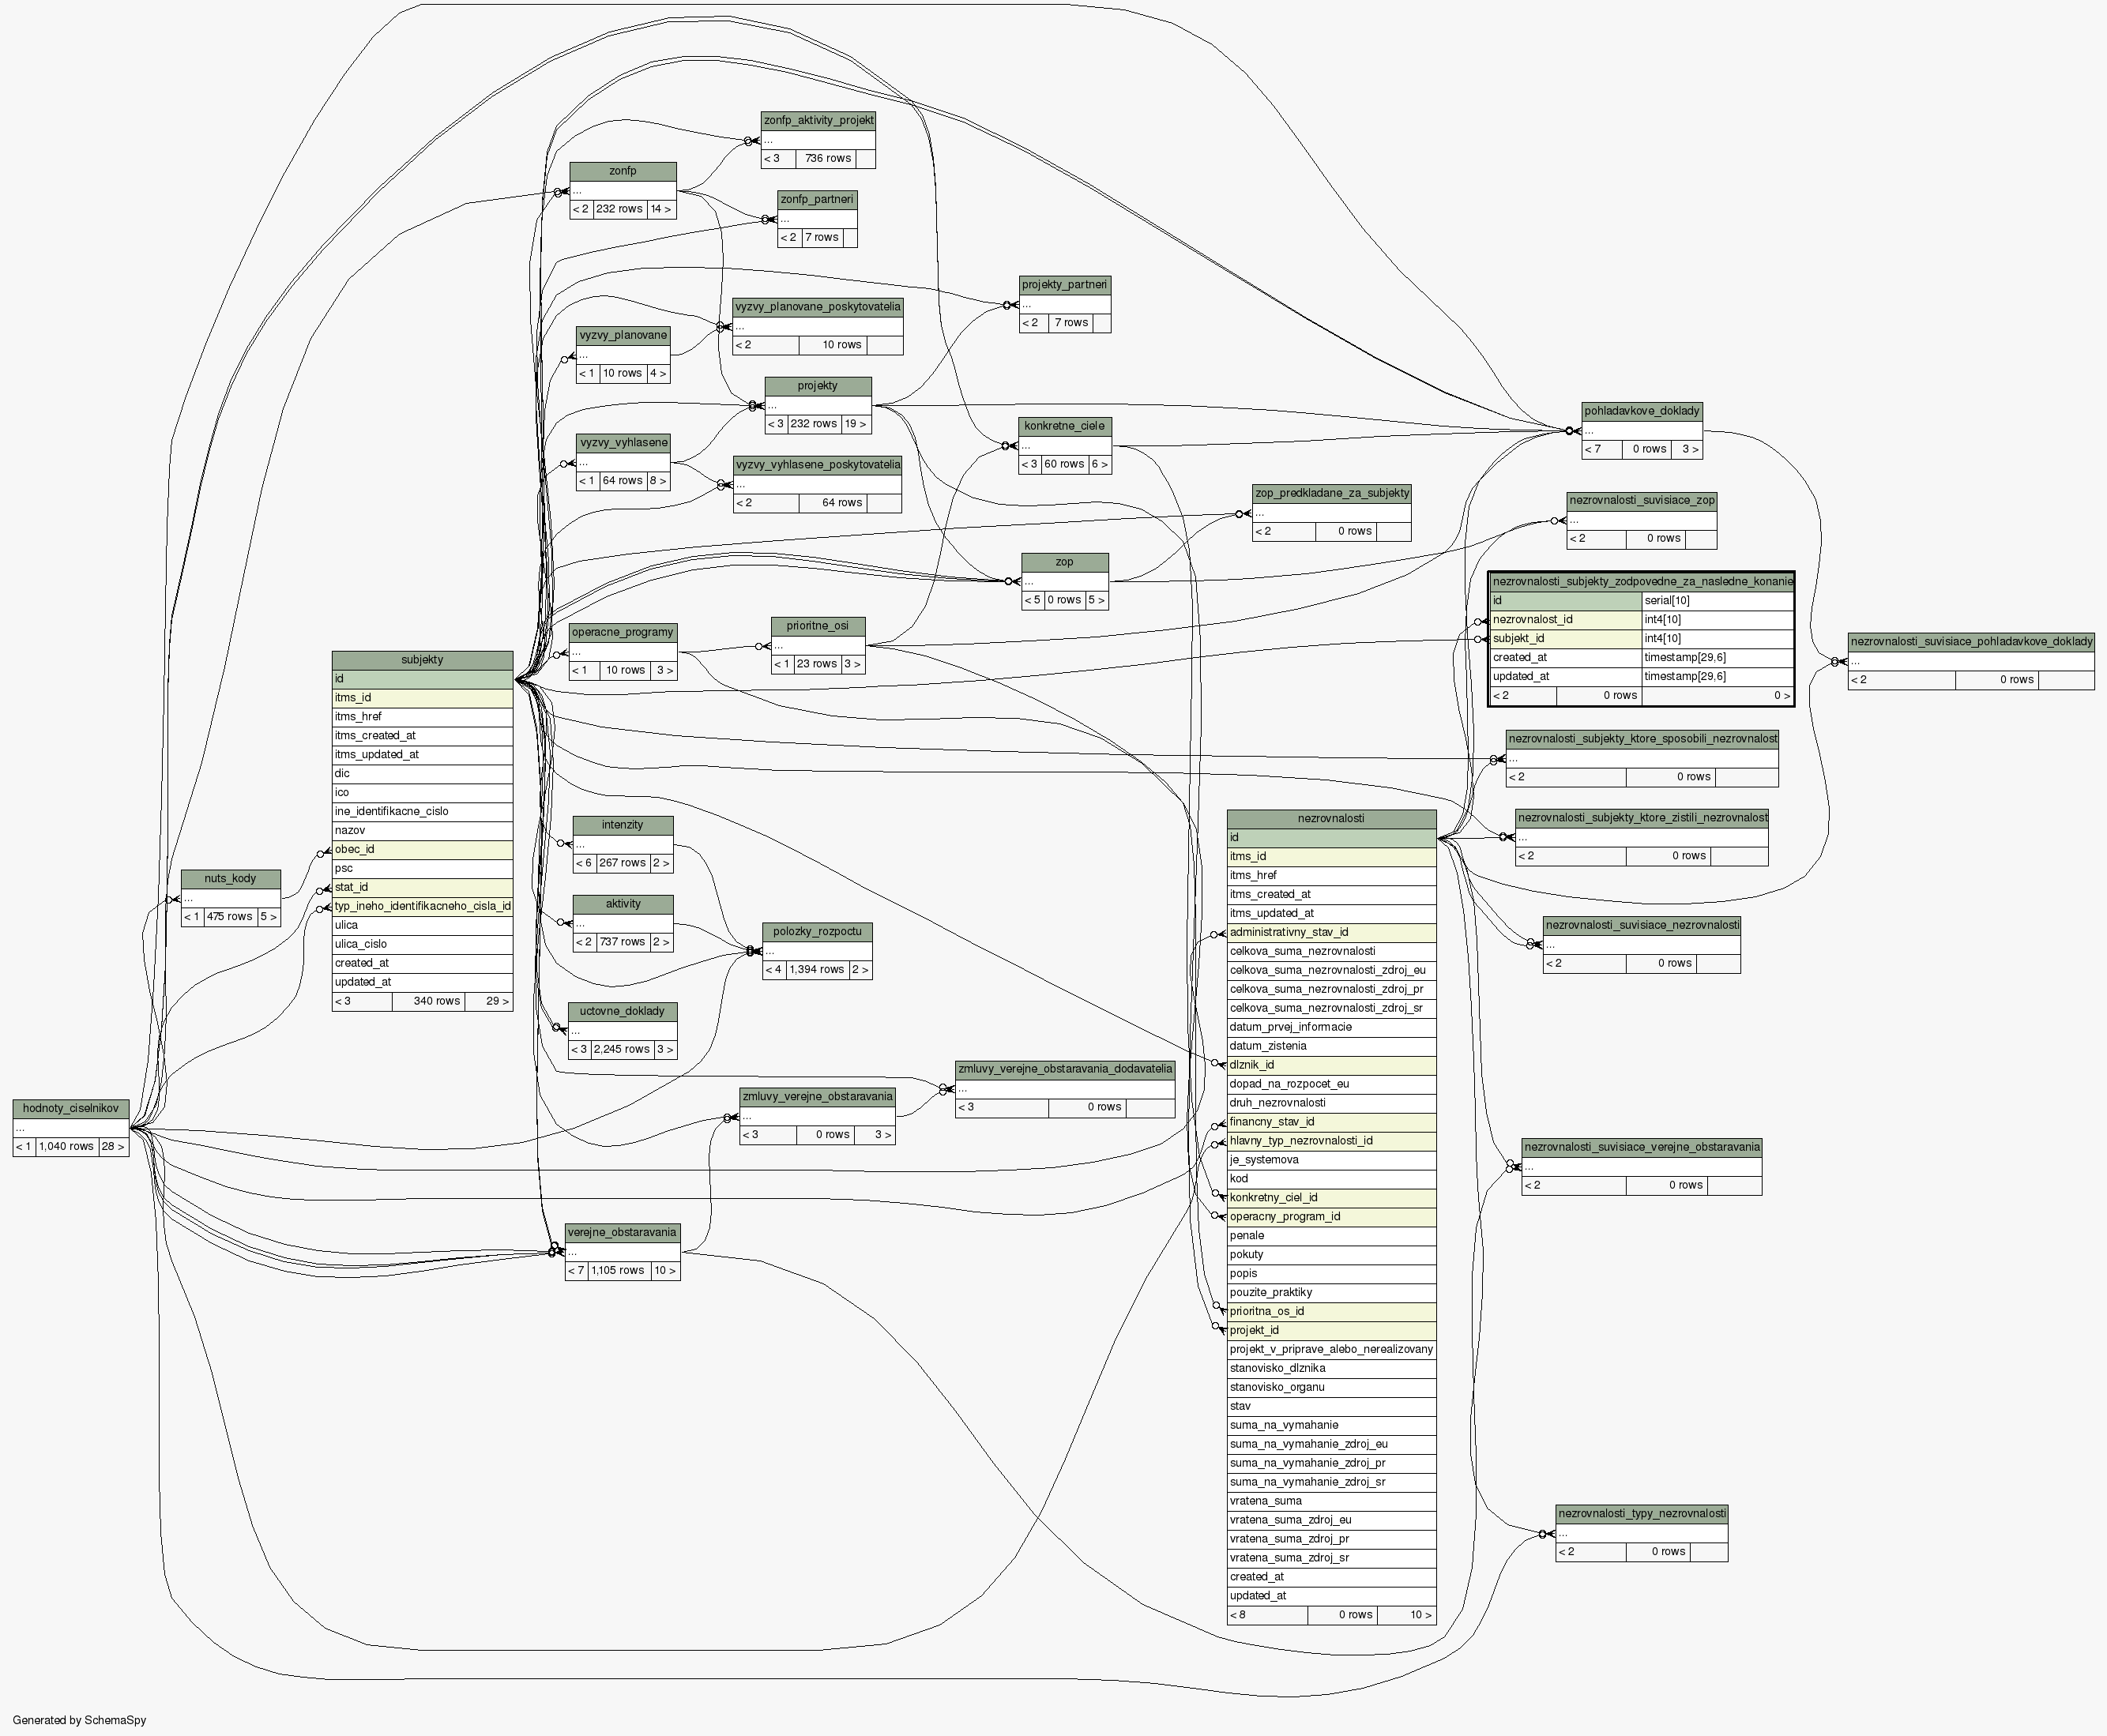 zonfp_aktivity_projekt
...
< 3 736 rows
zonfp
...
< 2 232 rows 14 >
zonfp_partneri
...
< 2 7 rows
projekty_partneri
...
< 2 7 rows
vyzvy_planovane_poskytovatelia
...
< 2 10 rows
vyzvy_planovane
...
< 1 10 rows 4 >
projekty
...
< 3 232 rows 19 >
pohladavkove_doklady
...
< 7 0 rows 3 >
konkretne_ciele
...
< 3 60 rows 6 >
vyzvy_vyhlasene
...
< 1 64 rows 8 >
vyzvy_vyhlasene_poskytovatelia
...
< 2 64 rows
zop_predkladane_za_subjekty
...
< 2 0 rows
nezrovnalosti_suvisiace_zop
...
< 2 0 rows
zop
...
< 5 0 rows 5 >
nezrovnalosti_subjekty_zodpovedne_za_nasledne_konanie
id serial[10]
nezrovnalost_id int4[10]
subjekt_id int4[10]
created_at timestamp[29,6]
updated_at timestamp[29,6]
< 2 0 rows 0 >
operacne_programy
...
< 1 10 rows 3 >
prioritne_osi
...
< 1 23 rows 3 >
nezrovnalosti_suvisiace_pohladavkove_doklady
...
< 2 0 rows
subjekty
id
itms_id
itms_href
itms_created_at
itms_updated_at
dic
ico
ine_identifikacne_cislo
nazov
obec_id
psc
stat_id
typ_ineho_identifikacneho_cisla_id
ulica
ulica_cislo
created_at
updated_at
< 3 340 rows 29 >
nezrovnalosti_subjekty_ktore_sposobili_nezrovnalost
...
< 2 0 rows
nezrovnalosti_subjekty_ktore_zistili_nezrovnalost
...
< 2 0 rows
intenzity
...
< 6 267 rows 2 >
nuts_kody
...
< 1 475 rows 5 >
aktivity
...
< 2 737 rows 2 >
polozky_rozpoctu
...
< 4 1,394 rows 2 >
nezrovnalosti_suvisiace_nezrovnalosti
...
< 2 0 rows
uctovne_doklady
...
< 3 2,245 rows 3 >
zmluvy_verejne_obstaravania_dodavatelia
...
< 3 0 rows
zmluvy_verejne_obstaravania
...
< 3 0 rows 3 >
hodnoty_ciselnikov
...
< 1 1,040 rows 28 >
verejne_obstaravania
...
< 7 1,105 rows 10 >
nezrovnalosti
id
itms_id
itms_href
itms_created_at
itms_updated_at
administrativny_stav_id
celkova_suma_nezrovnalosti
celkova_suma_nezrovnalosti_zdroj_eu
celkova_suma_nezrovnalosti_zdroj_pr
celkova_suma_nezrovnalosti_zdroj_sr
datum_prvej_informacie
datum_zistenia
dlznik_id
dopad_na_rozpocet_eu
druh_nezrovnalosti
financny_stav_id
hlavny_typ_nezrovnalosti_id
je_systemova
kod
konkretny_ciel_id
operacny_program_id
penale
pokuty
popis
pouzite_praktiky
prioritna_os_id
projekt_id
projekt_v_priprave_alebo_nerealizovany
stanovisko_dlznika
stanovisko_organu
stav
suma_na_vymahanie
suma_na_vymahanie_zdroj_eu
suma_na_vymahanie_zdroj_pr
suma_na_vymahanie_zdroj_sr
vratena_suma
vratena_suma_zdroj_eu
vratena_suma_zdroj_pr
vratena_suma_zdroj_sr
created_at
updated_at
< 8 0 rows 10 >
nezrovnalosti_suvisiace_verejne_obstaravania
...
< 2 0 rows
nezrovnalosti_typy_nezrovnalosti
...
< 2 0 rows
Generated by SchemaSpy